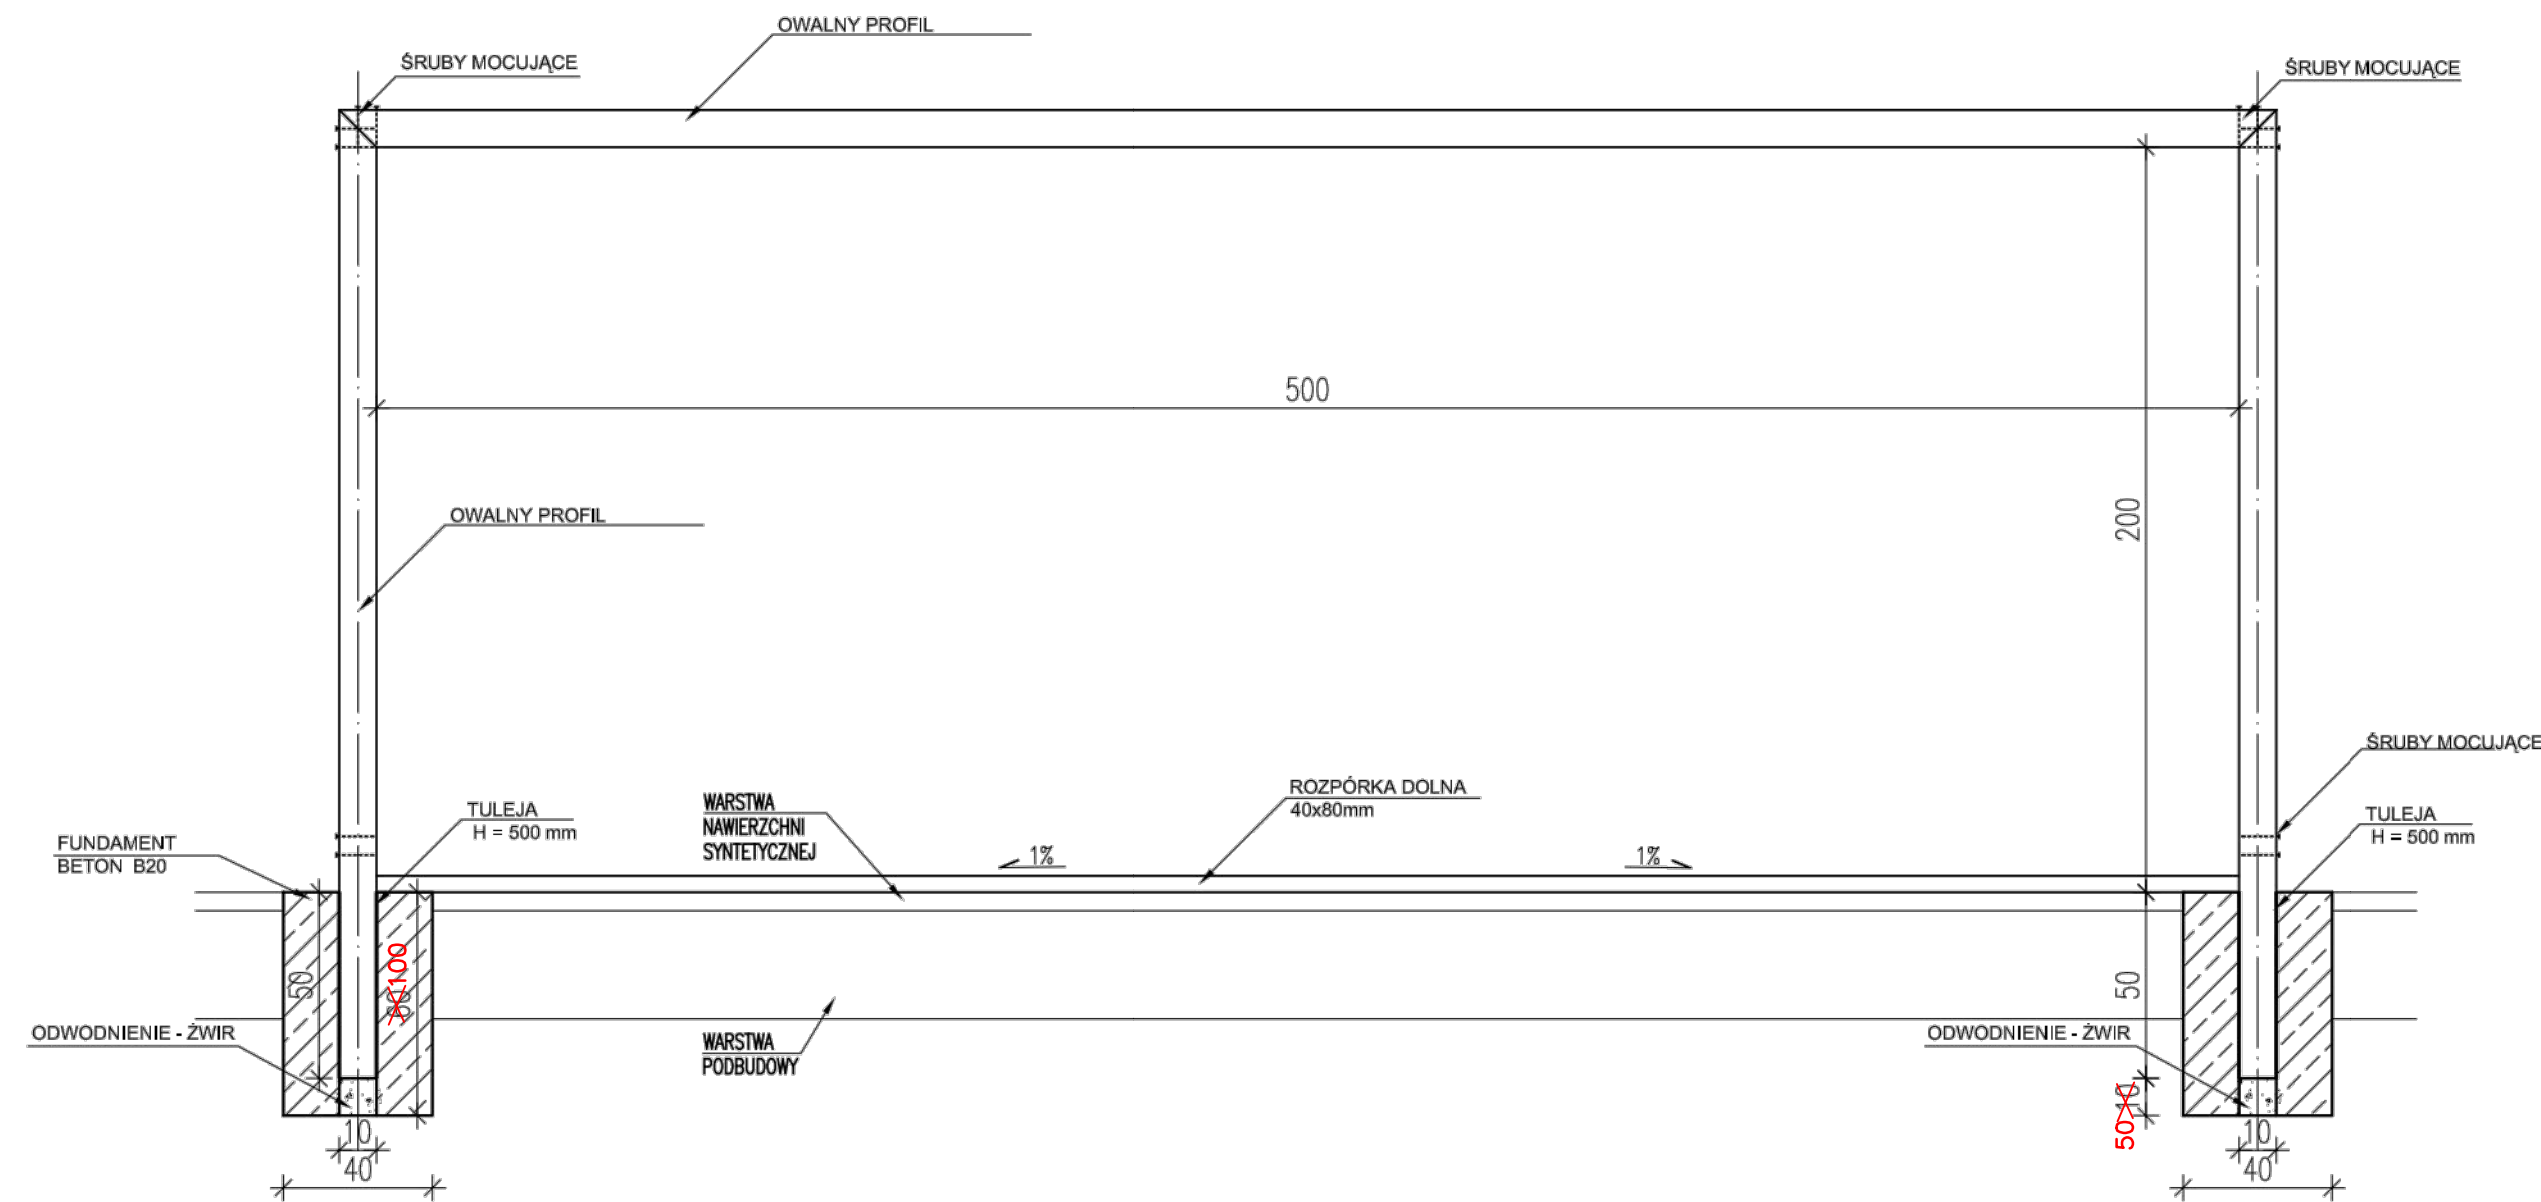 OWALNY PROFIL
ŚRUBY MOCUJĄCE
ŚRUBY MOCUJĄCE
500
200
OWALNY PROFIL
ŚRUBY MOCUJĄCE
ROZPÓRKA DOLNA
40x80mm
WARSTWA
NAWIERZCHNI
SYNTETYCZNEJ
TULEJA
H = 500 mm
TULEJA
H = 500 mm
FUNDAMENT
BETON B20
1%
1%
50
60
100
50
ODWODNIENIE - ŻWIR
WARSTWA
PODBUDOWY
ODWODNIENIE - ŻWIR
10
50
10
40
10
40